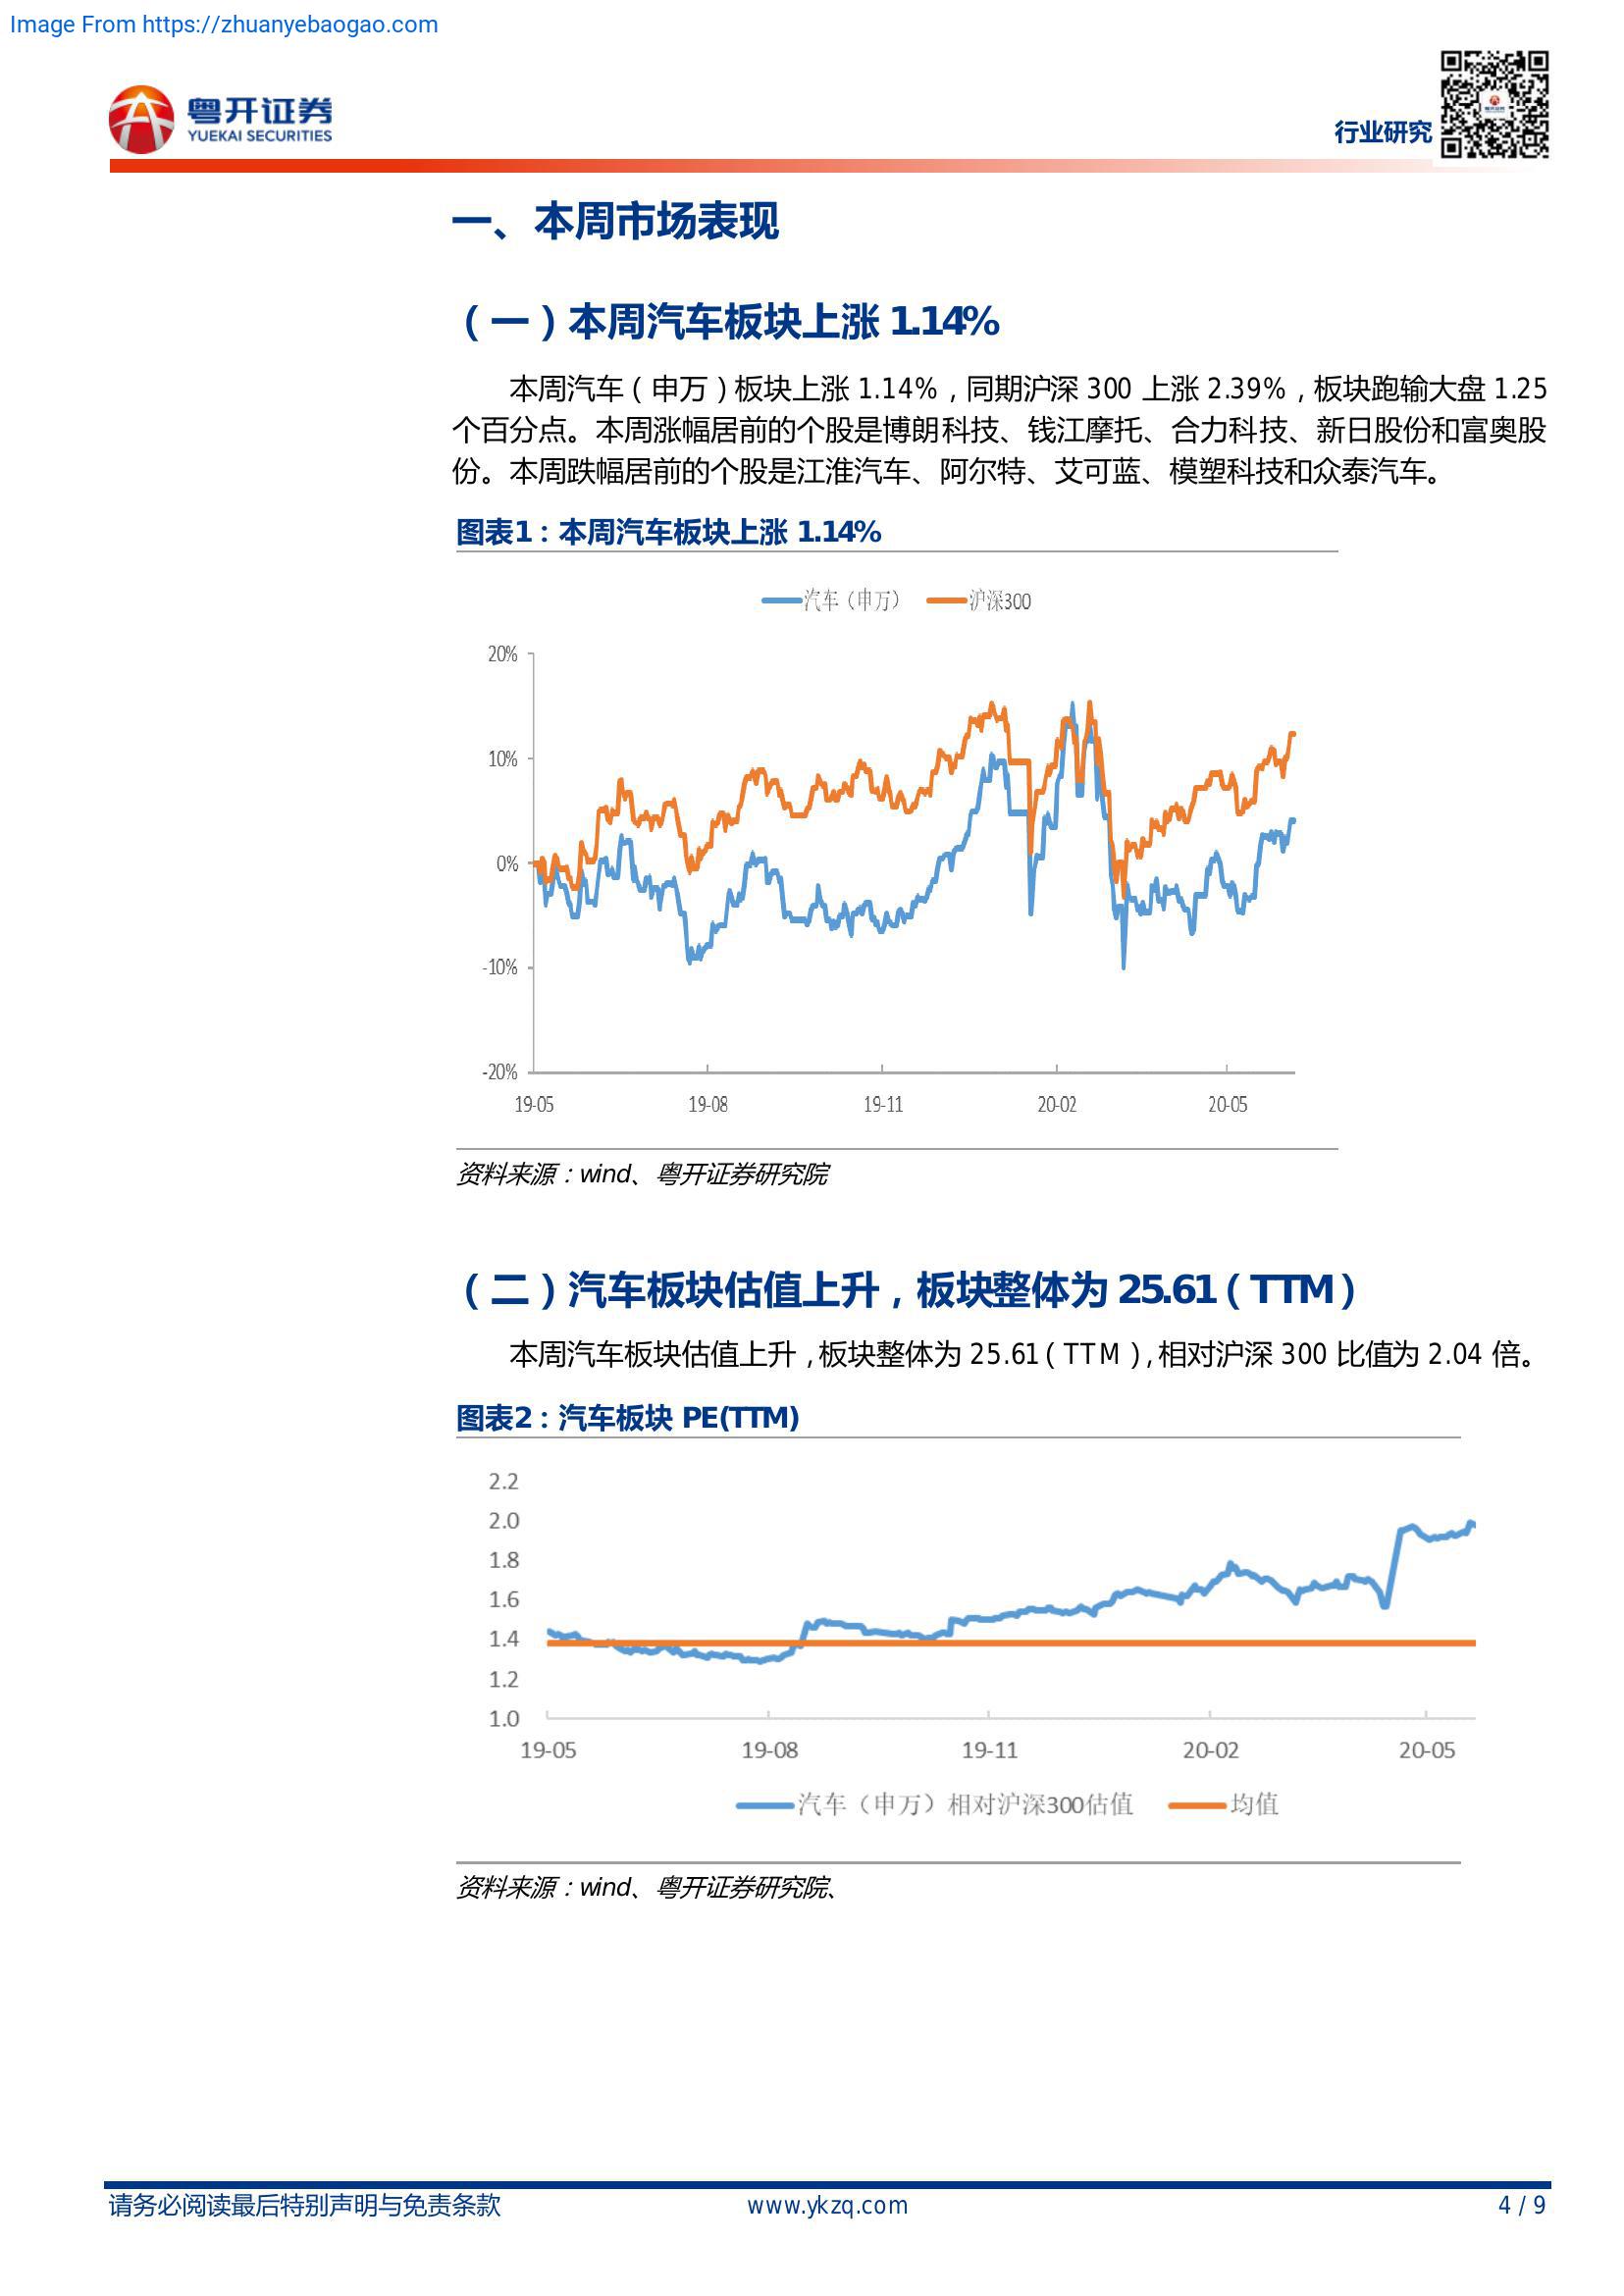 Image From https://zhuanyebaogao.com
粤开证券
YUEKAI SECURITIES
行业研究
一、本周市场表现
（一）本周汽车板块上涨 1.14%
本周汽车（申万）板块上涨 1.14%，同期沪深 300 上涨 2.39%，板块跑输大盘 1.25
个百分点。本周涨幅居前的个股是博朗科技、钱江摩托、合力科技、新日股份和富奥股
份。本周跌幅居前的个股是江淮汽车、阿尔特、艾可蓝、模塑科技和众泰汽车。
图表1：本周汽车板块上涨 1.14%
汽车（申万） 沪深300
20%
10%
0%
-10%
-20%
19-05 19-08 19-11 20-02 20-05
资料来源：wind、粤开证券研究院
（二）汽车板块估值上升，板块整体为 25.61（TTM）
本周汽车板块估值上升，板块整体为 25.61（TTM），相对沪深 300 比值为 2.04 倍。
图表2：汽车板块 PE(TTM)
2.2
2.0
1.8
1.6
1.4
1.2
1.0
19-05 19-08 19-11 20-02 20-05
汽车（申万）相对沪深300估值 均值
资料来源：wind、粤开证券研究院、
请务必阅读最后特别声明与免责条款 www.ykzq.com 4 / 9